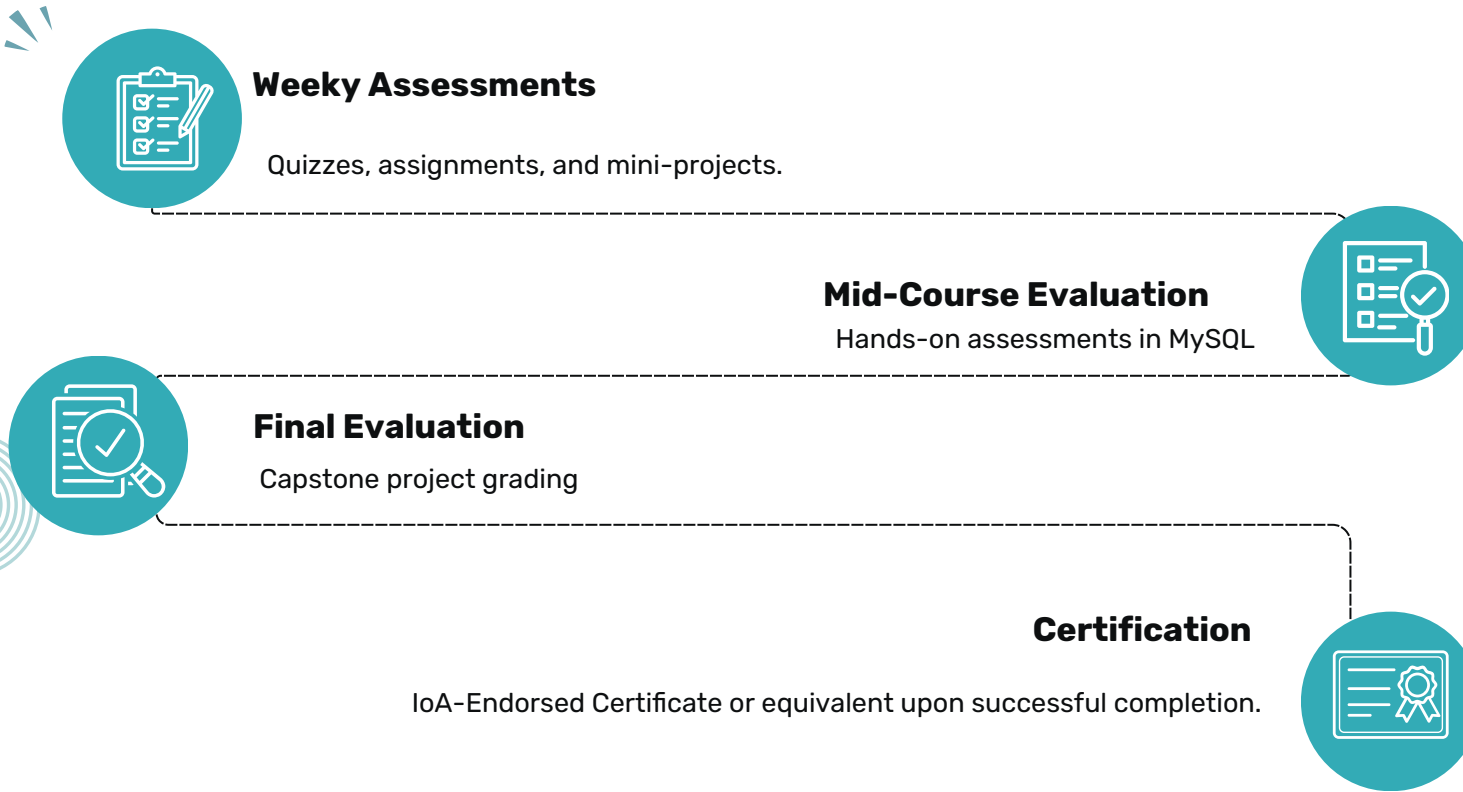 Weeky Assessments
Quizzes, assignments, and mini-projects.
Mid-Course Evaluation
Hands-on assessments in MySQL
Final Evaluation
Capstone project grading
Certification
IoA-Endorsed Certificate or equivalent upon successful completion.